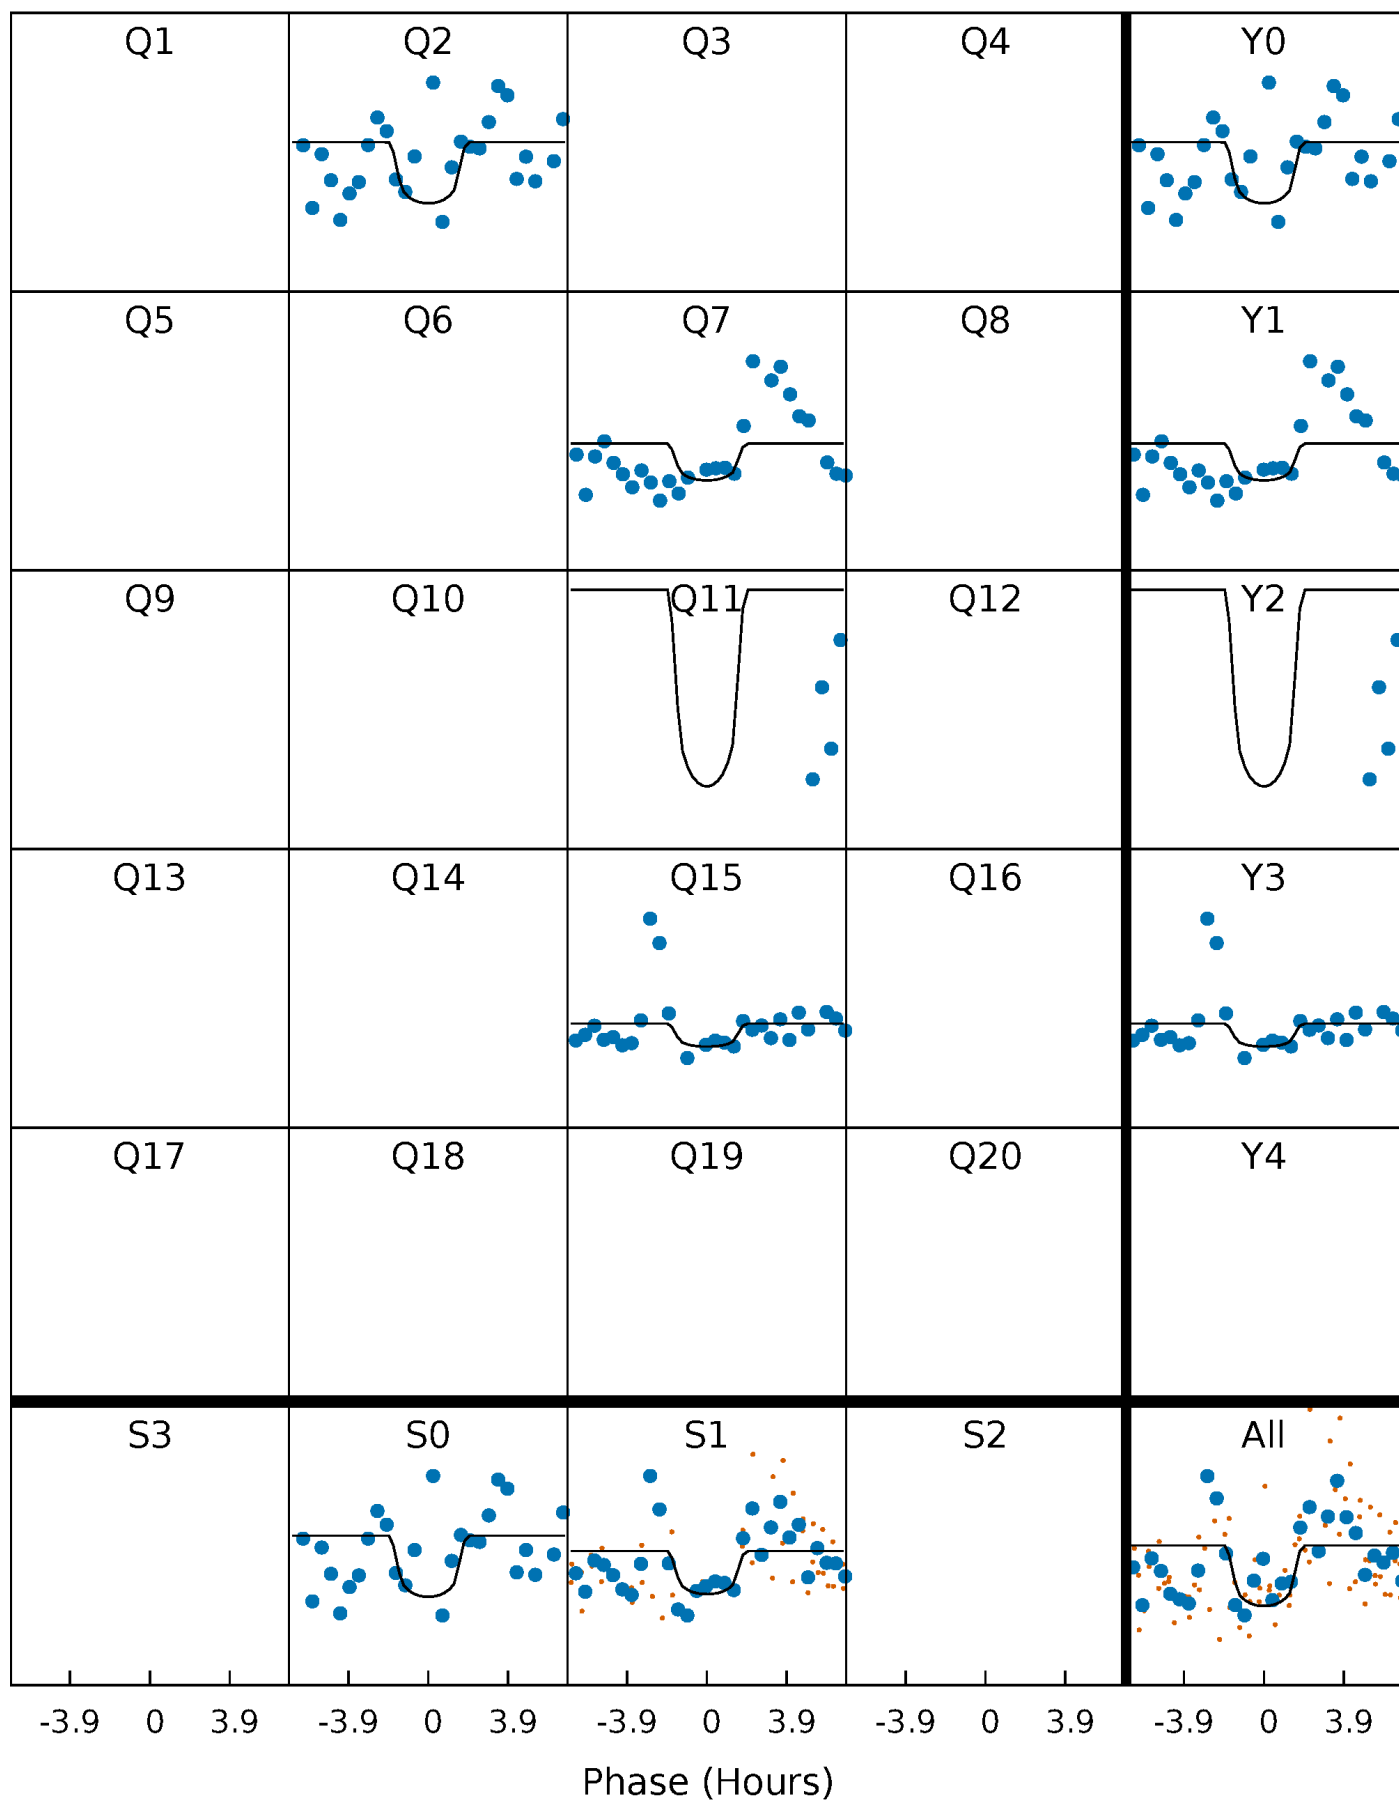 Q1 Q2 Q3 Q4 Y0
Q5 Q6 Q7 Q8 Y1
Q9 Q10 Q11 Q12 Y2
Q13 Q14 Q15 Q16 Y3
Q17 Q18 Q19 Q20 Y4
S3 S0 S1 S2 All
-3.9 0 3.9 -3.9 0 3.9 -3.9 0 3.9 -3.9 0 3.9 -3.9 0 3.9
Phase (Hours)